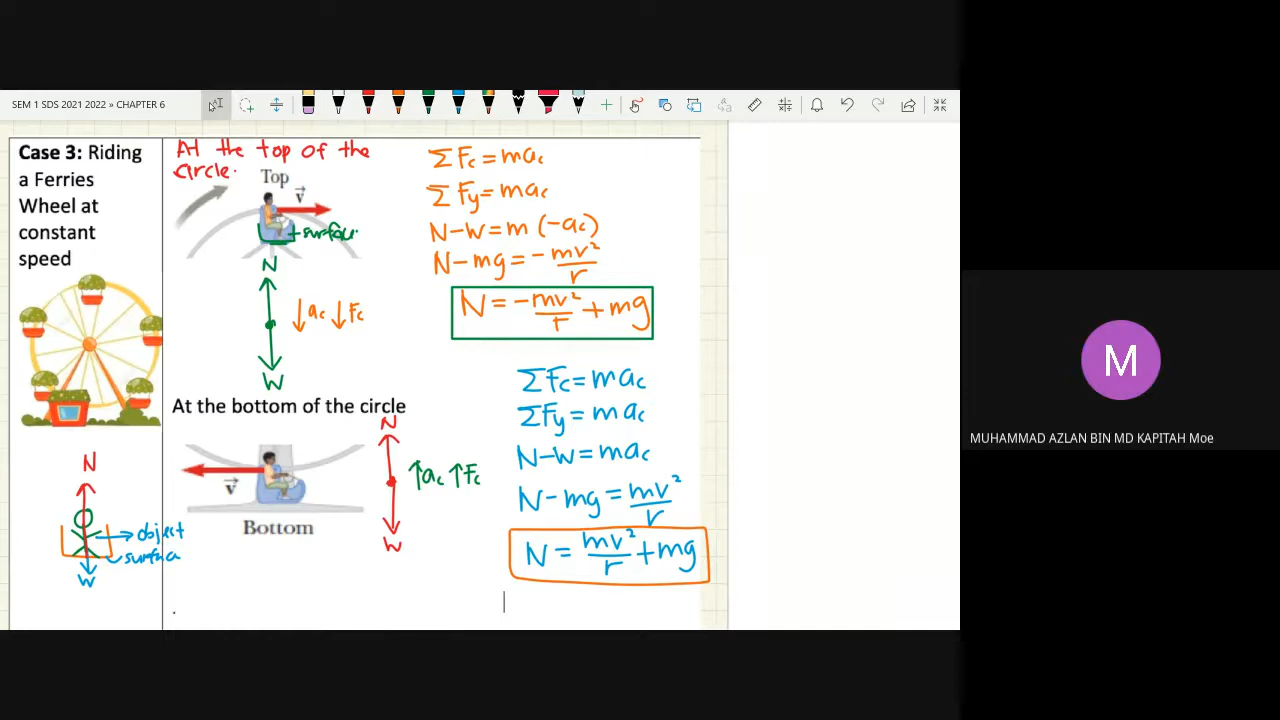 SEM 1 SDS 2021 2022 » CHAPTER 6
Case 3: Riding
a Ferries
Wheel at
constant
speed
At the top of the
circle.
Top
v⃗
surface
N
↓ac ↓Fc
W
ΣFc = mac
ΣFy = mac
N-W = m (-ac)
N-mg = -mv²/r
N = -mv²/r + mg
At the bottom of the circle
N
↑ac ↑Fc
v⃗
Bottom
W
ΣFc = mac
ΣFy = mac
N-W = mac
N-mg = mv²/r
N = mv²/r + mg
N
object
surfa
W
M
MUHAMMAD AZLAN BIN MD KAPITAH Moe